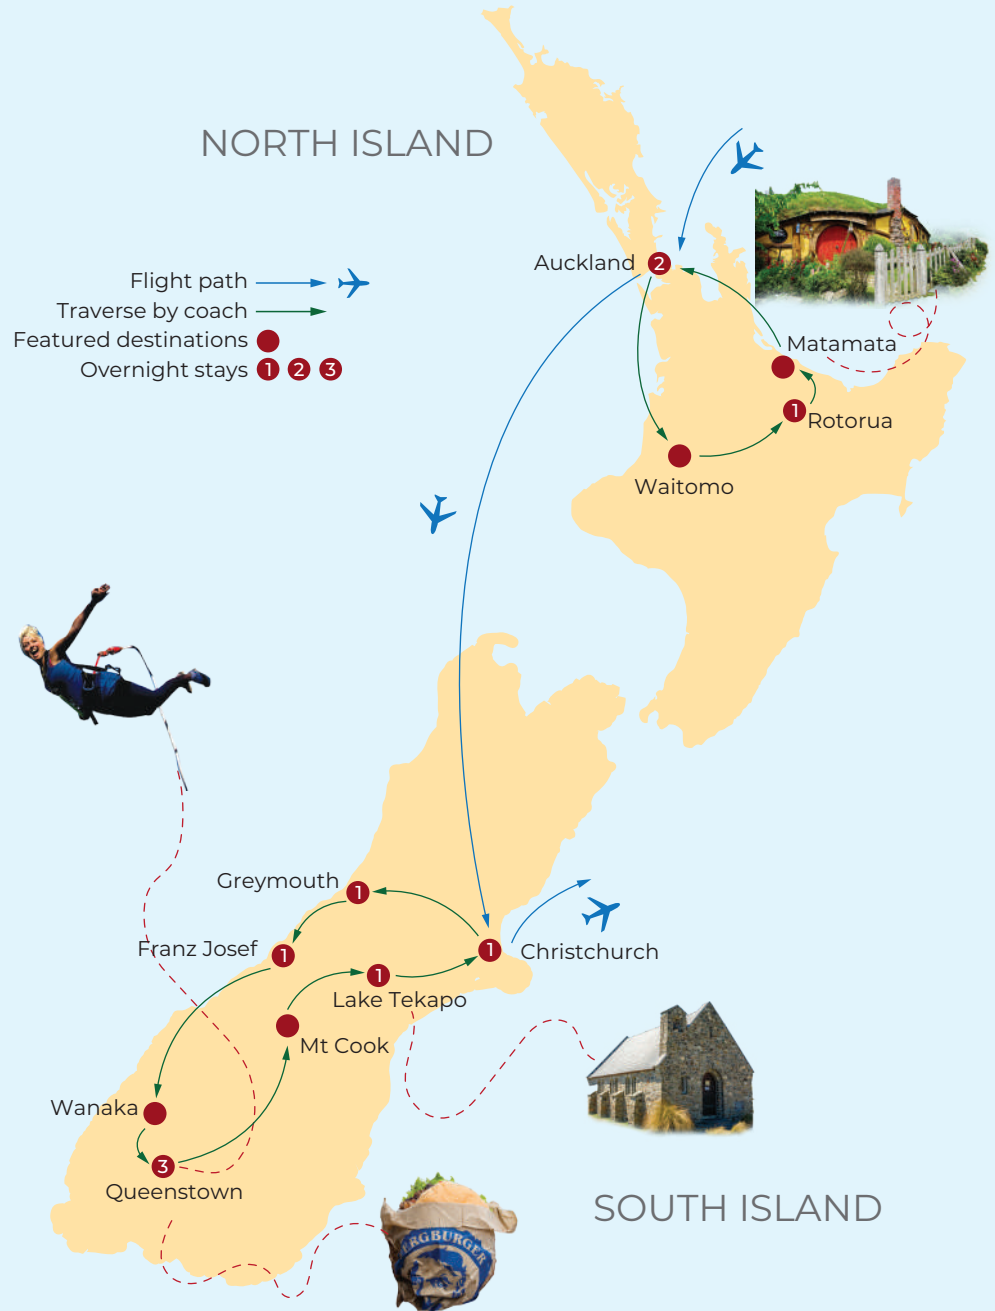 NORTH ISLAND
Flight path
Traverse by coach
Featured destinations
Overnight stays 1 2 3
Auckland 2
Matamata
1 Rotorua
Waitomo
Greymouth 1
Franz Josef 1
1 Christchurch
1
Lake Tekapo
Mt Cook
Wanaka
3
Queenstown
SOUTH ISLAND
ERGBURGER